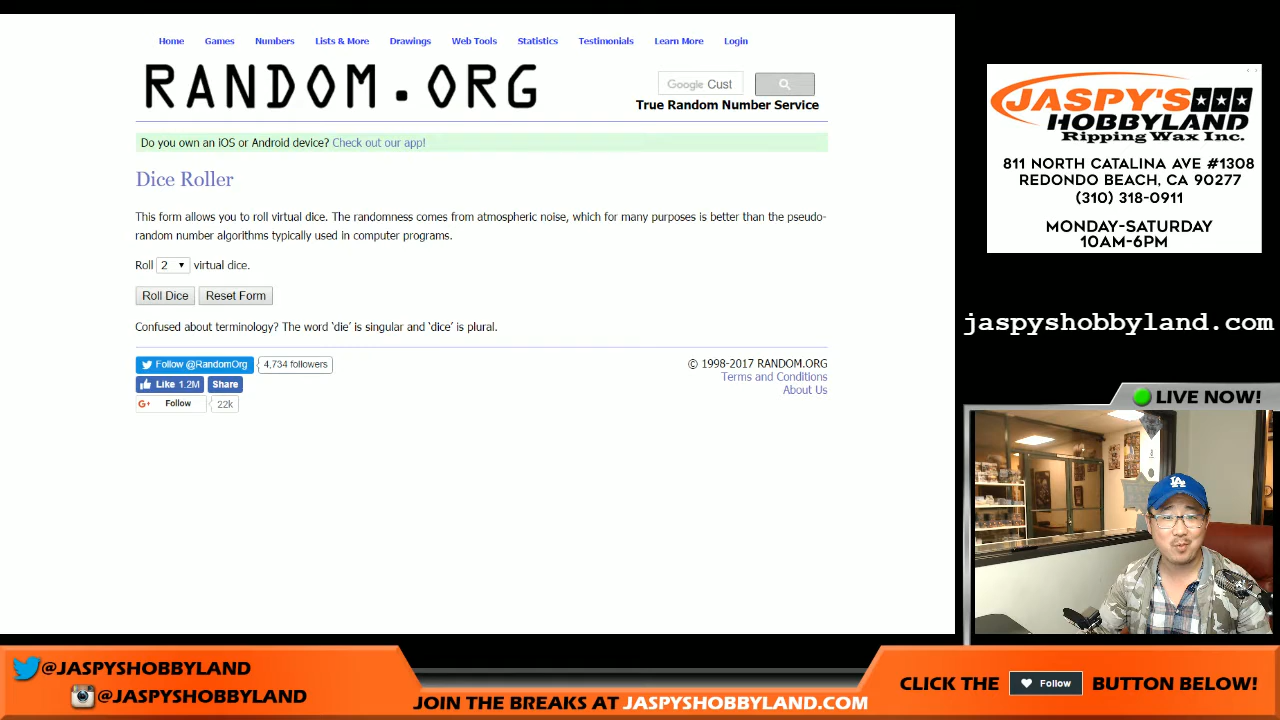 Home Games Numbers Lists & More Drawings Web Tools Statistics Testimonials Learn More Login
RANDOM.ORG
Google Cust
True Random Number Service
Do you own an iOS or Android device? Check out our app!
Dice Roller
This form allows you to roll virtual dice. The randomness comes from atmospheric noise, which for many purposes is better than the pseudo-
random number algorithms typically used in computer programs.
Roll 2 virtual dice.
Roll Dice Reset Form
Confused about terminology? The word ‘die’ is singular and ‘dice’ is plural.
Follow @RandomOrg 4,734 followers
Like 1.2M Share
G+ Follow 22k
© 1998-2017 RANDOM.ORG
Terms and Conditions
About Us
JASPY'S
HOBBYLAND
Ripping Wax Inc.
811 NORTH CATALINA AVE #1308
REDONDO BEACH, CA 90277
(310) 318-0911
MONDAY-SATURDAY
10AM-6PM
jaspyshobbyland.com
LIVE NOW!
LA
@JASPYSHOBBYLAND
@JASPYSHOBBYLAND
JOIN THE BREAKS AT JASPYSHOBBYLAND.COM
CLICK THE Follow BUTTON BELOW!